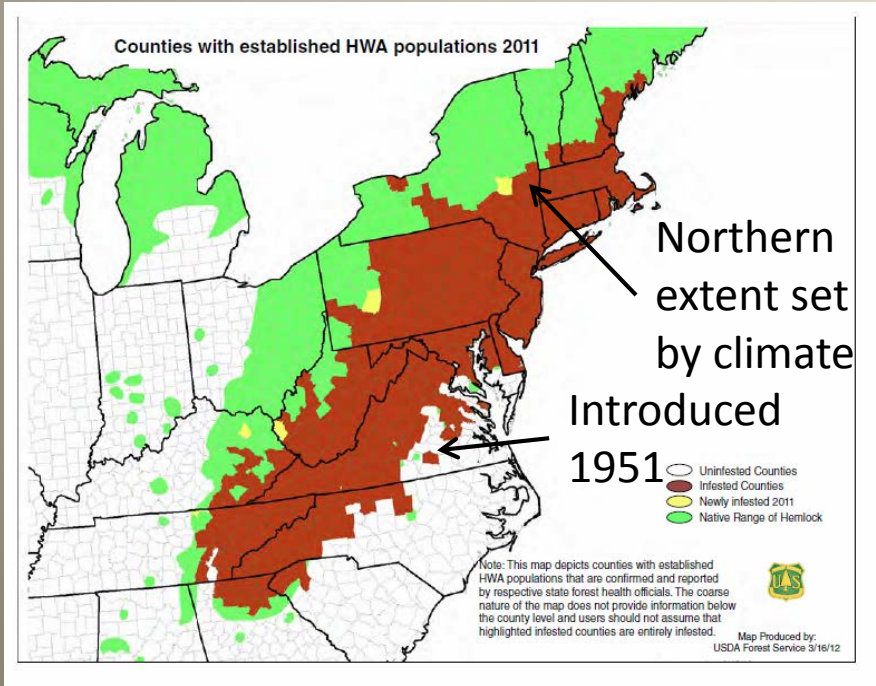 Counties with established HWA populations 2011
Northern
extent set
by climate
Introduced
1951
Uninfested Counties
Infested Counties
Newly infested 2011
Native Range of Hemlock
Note: This map depicts counties with established
HWA populations that are confirmed and reported
by respective state forest health officials. The coarse
nature of the map does not provide information below
the county level and users should not assume that
highlighted infested counties are entirely infested.
U S
Map Produced by:
USDA Forest Service 3/16/12